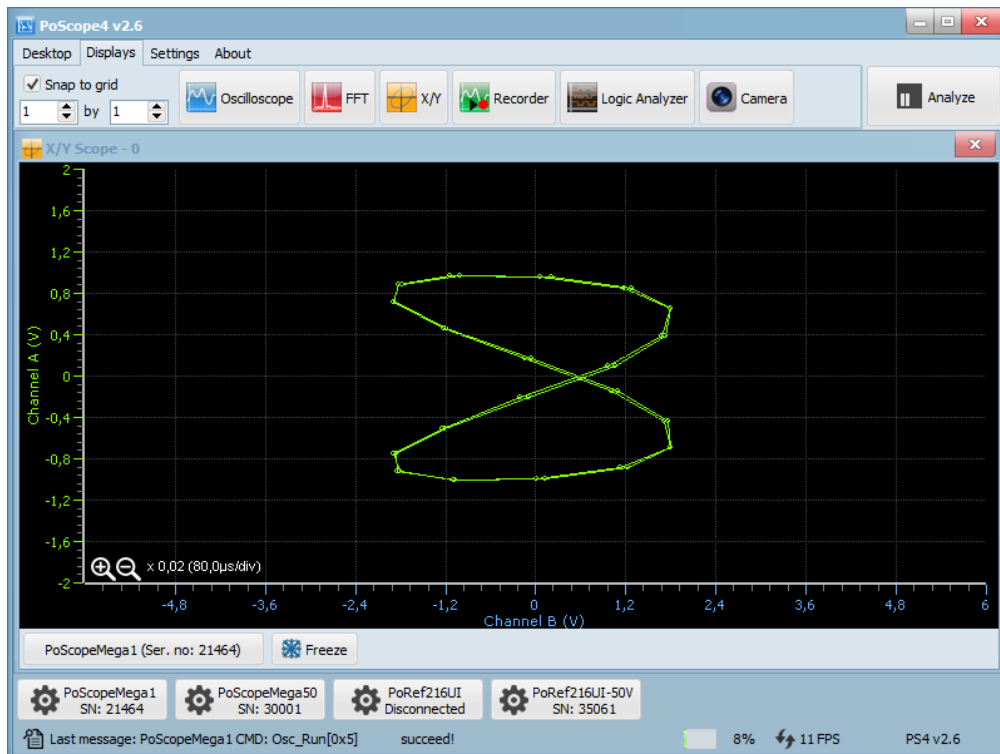 PoScope4 v2.6
Desktop Displays Settings About
Snap to grid
1 by 1
Oscilloscope FFT X/Y Recorder Logic Analyzer Camera Analyze
X/Y Scope - 0
2
1,6
1,2
0,8
0,4
0
-0,4
-0,8
-1,2
-1,6
-2
Channel A (V)
x 0,02 (80,0µs/div)
-4,8 -3,6 -2,4 -1,2 0 1,2 2,4 3,6 4,8 6
Channel B (V)
PoScopeMega1 (Ser. no: 21464) Freeze
PoScopeMega1 PoScopeMega50 PoRef216UI PoRef216UI-50V
SN: 21464 SN: 30001 Disconnected SN: 35061
Last message: PoScopeMega1 CMD: Osc_Run[0x5] succeed! 8% 11 FPS PS4 v2.6